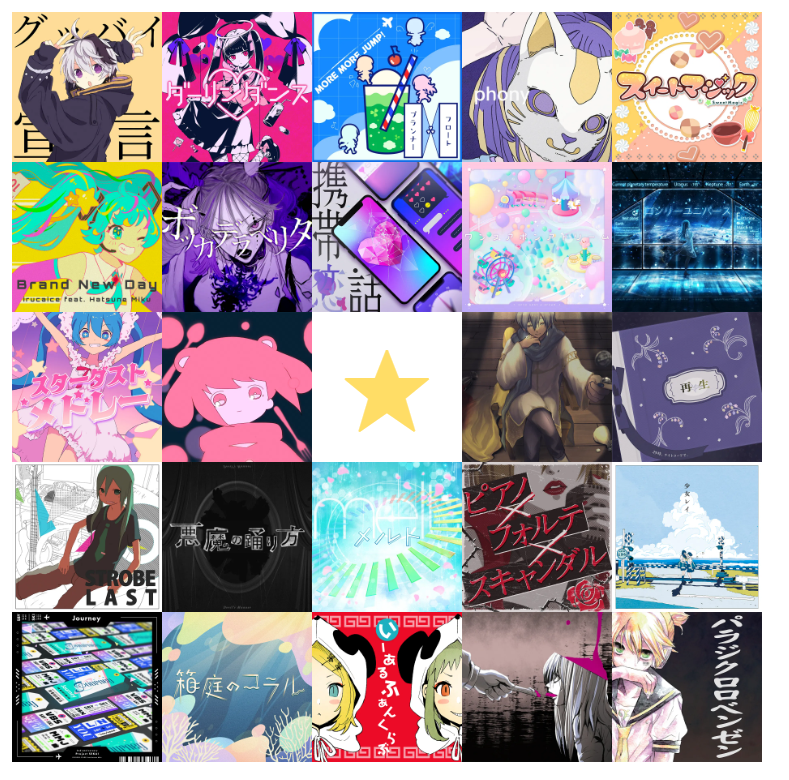 グッバイ
宣言
ダーリンダンス
MORE MORE JUMP!
プランナー
フロート
phony
スイートマジック
Sweet Magic
Brand New Day
iruceice feat. Hatsune Miku
ボッカデラベリタ
携帯恋話
ロンリーユニバース
スターダスト
メドレー
再生
STROBE
LAST
悪魔の踊り方
melt
メルト
ピアノ
×
フォルテ
×
スキャンダル
少女レイ
Journey
箱庭のコラル
いーあるふぁんくらぶ
パラジクロロベンゼン